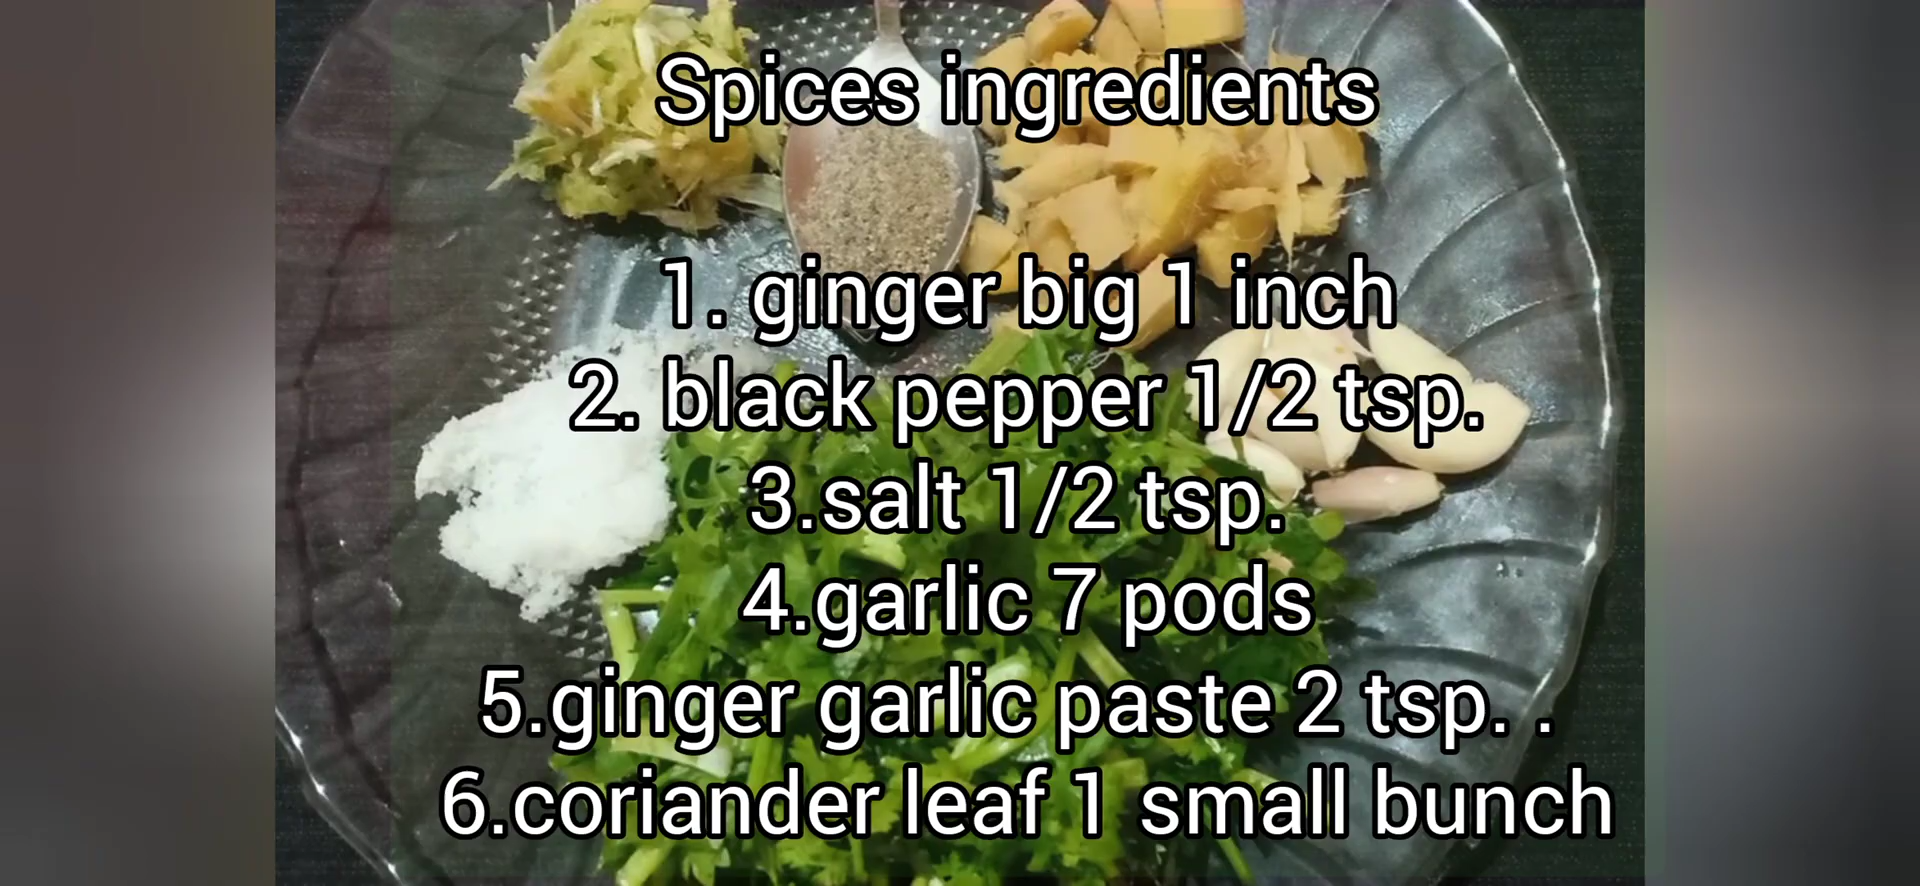 Spices ingredients
1. ginger big 1 inch
2. black pepper 1/2 tsp.
3.salt 1/2 tsp.
4.garlic 7 pods
5.ginger garlic paste 2 tsp. .
6.coriander leaf 1 small bunch